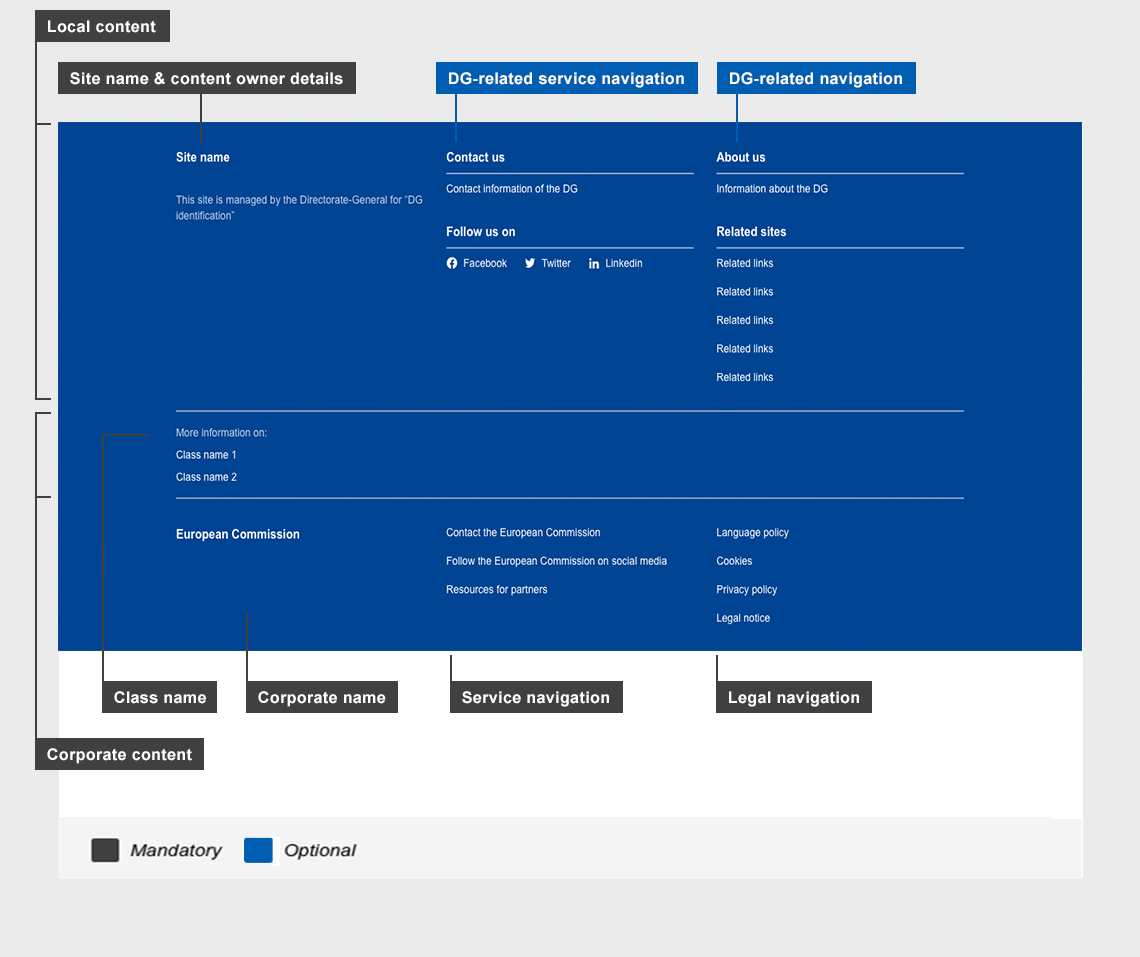 Local content
Site name & content owner details
DG-related service navigation
DG-related navigation
Site name
This site is managed by the Directorate-General for “DG
identification”
Contact us
Contact information of the DG
Follow us on
Facebook Twitter Linkedin
About us
Information about the DG
Related sites
Related links
Related links
Related links
Related links
Related links
More information on:
Class name 1
Class name 2
European Commission
Contact the European Commission
Follow the European Commission on social media
Resources for partners
Language policy
Cookies
Privacy policy
Legal notice
Class name
Corporate name
Service navigation
Legal navigation
Corporate content
Mandatory
Optional